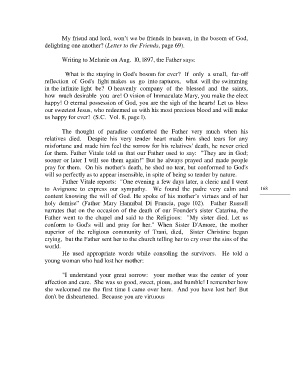 My friend and lord, won't we be friends in heaven, in the bosom of God,
delighting one another? (Letter to the Friends, page 69).
Writing to Melanie on Aug. 10, 1897, the Father says:
What is the staying in God's bosom for ever? If only a small, far-off
reflection of God's light makes us go into raptures, what will the swimming
in the infinite light be? O heavenly company of the blessed and the saints,
how much desirable you are! O vision of Immaculate Mary, you make the elect
happy! O eternal possession of God, you are the sigh of the hearts! Let us bless
our sweetest Jesus, who redeemed us with his most precious blood and will make
us happy for ever! (S.C. Vol. 8, page 1).
The thought of paradise comforted the Father very much when his
relatives died. Despite his very tender heart made him shed tears for any
misfortune and made him feel the sorrow for his relatives' death, he never cried
for them. Father Vitale told us that our Father used to say: "They are in God;
sooner or later I will see them again!" But he always prayed and made people
pray for them. On his mother's death, he shed no tear, but conformed to God's
will so perfectly as to appear insensible, in spite of being so tender by nature.
Father Vitale reports: "One evening a few days later, a cleric and I went
to Avignone to express our sympathy. We found the padre very calm and
content knowing the will of God. He spoke of his mother's virtues and of her
holy demise" (Father Mary Hannibal Di Francia, page 102). Father Russell
narrates that on the occasion of the death of our Founder's sister Catarina, the
Father went to the chapel and said to the Religious: "My sister died. Let us
conform to God's will and pray for her." When Sister D'Amore, the mother
superior of the religious community of Trani, died, Sister Christine began
crying, but the Father sent her to the church telling her to cry over the sins of the
world.
He used appropriate words while consoling the survivors. He told a
young woman who had lost her mother:
"I understand your great sorrow: your mother was the center of your
affection and care. She was so good, sweet, pious, and humble! I remember how
she welcomed me the first time I came over here. And you have lost her! But
don't be disheartened. Because you are virtuous
168